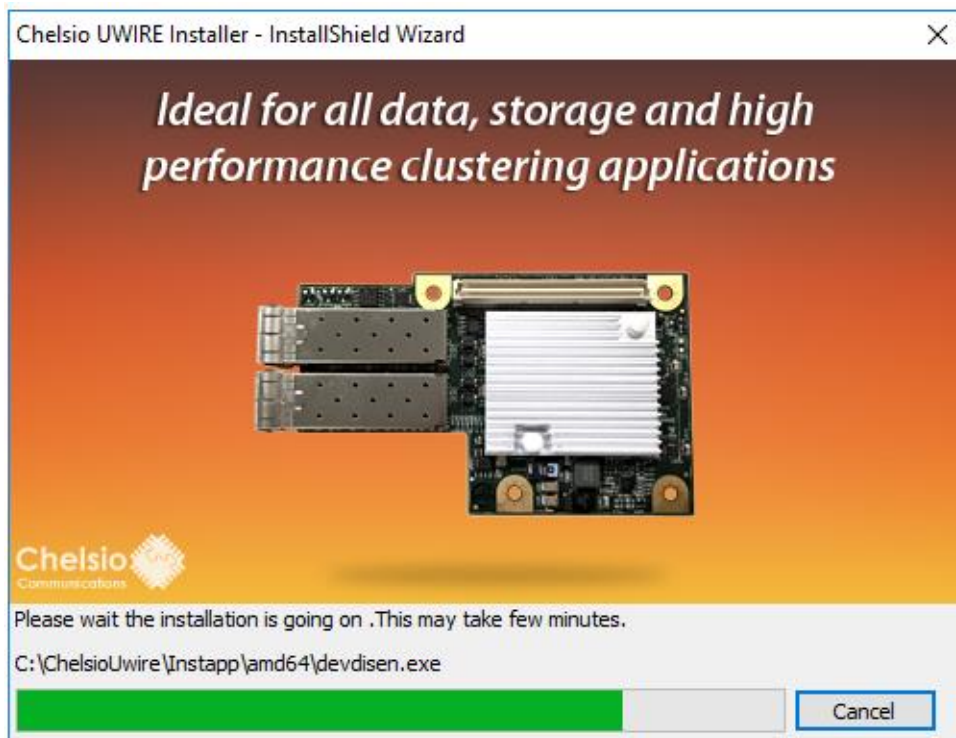 Chelsio UWIRE Installer - InstallShield Wizard
Ideal for all data, storage and high
performance clustering applications
Chelsio
Communications
Please wait the installation is going on .This may take few minutes.
C:\ChelsioUwire\Instapp\amd64\devdisen.exe
Cancel